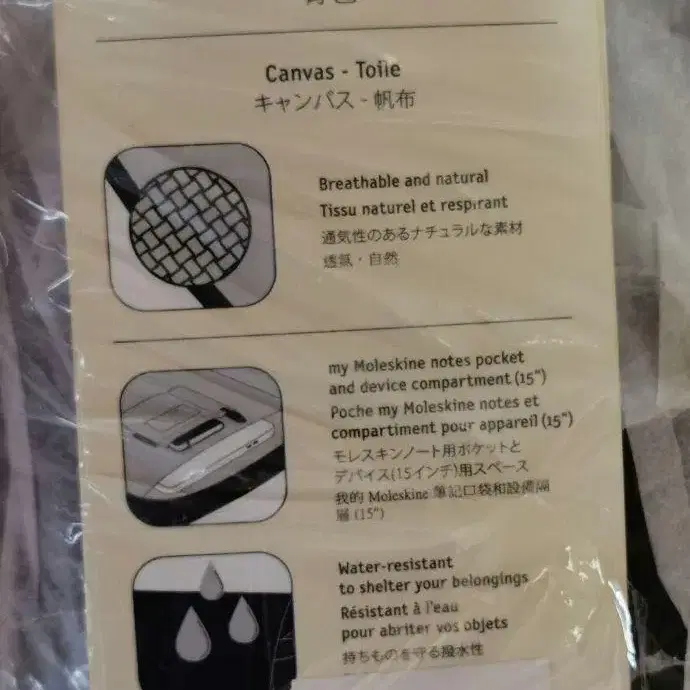 Canvas - Toile
キャンバス - 帆布
Breathable and natural
Tissu naturel et respirant
通気性のあるナチュラルな素材
透氣・自然
my Moleskine notes pocket
and device compartment (15")
Poche my Moleskine notes et
compartiment pour appareil (15")
モレスキンノート用ポケットと
デバイス(15インチ)用スペース
我的 Moleskine 筆記口袋和設備隔
層 (15")
Water-resistant
to shelter your belongings
Résistant à l'eau
pour abriter vos objets
持ちものを守る撥水性